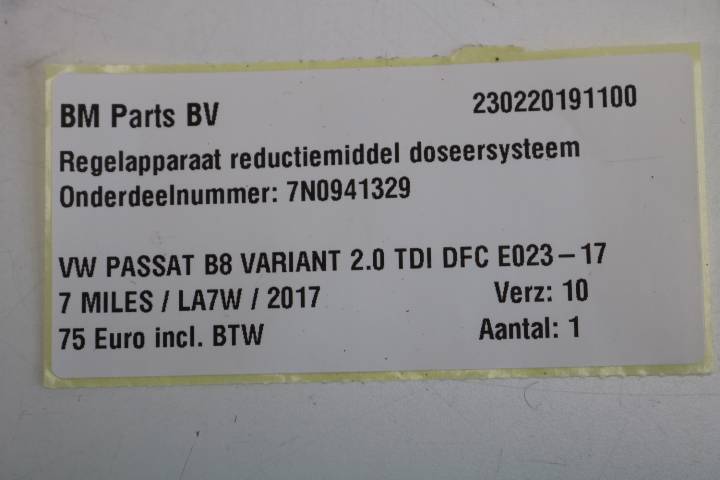 BM Parts BV 230220191100
Regelapparaat reductiemiddel doseersysteem
Onderdeelnummer: 7N0941329
VW PASSAT B8 VARIANT 2.0 TDI DFC E023-17
7 MILES / LA7W / 2017 Verz: 10
75 Euro incl. BTW Aantal: 1